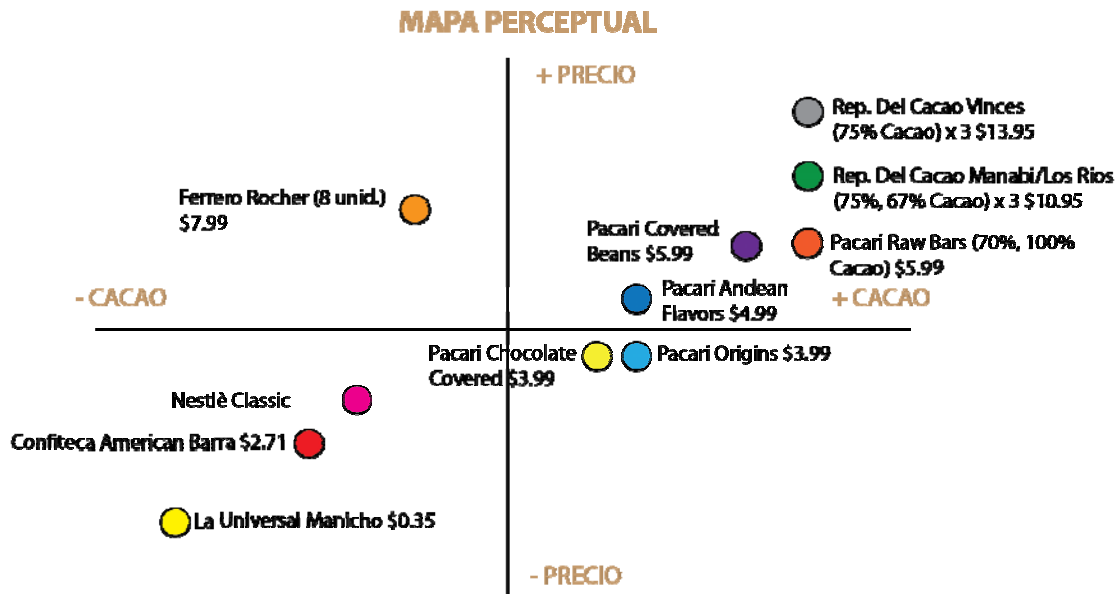 MAPA PERCEPTUAL
+ PRECIO
Rep. Del Cacao Vinces
(75% Cacao) x 3 $13.95
Rep. Del Cacao Manabi/Los Rios
(75%, 67% Cacao) x 3 $10.95
Ferrero Rocher (8 unid.)
$7.99
Pacari Covered
Beans $5.99
Pacari Raw Bars (70%, 100%
Cacao) $5.99
- CACAO
Pacari Andean
Flavors $4.99
+ CACAO
Pacari Chocolate
Covered $3.99
Pacari Origins $3.99
Nestlè Classic
Confiteca American Barra $2.71
La Universal Manicho $0.35
- PRECIO